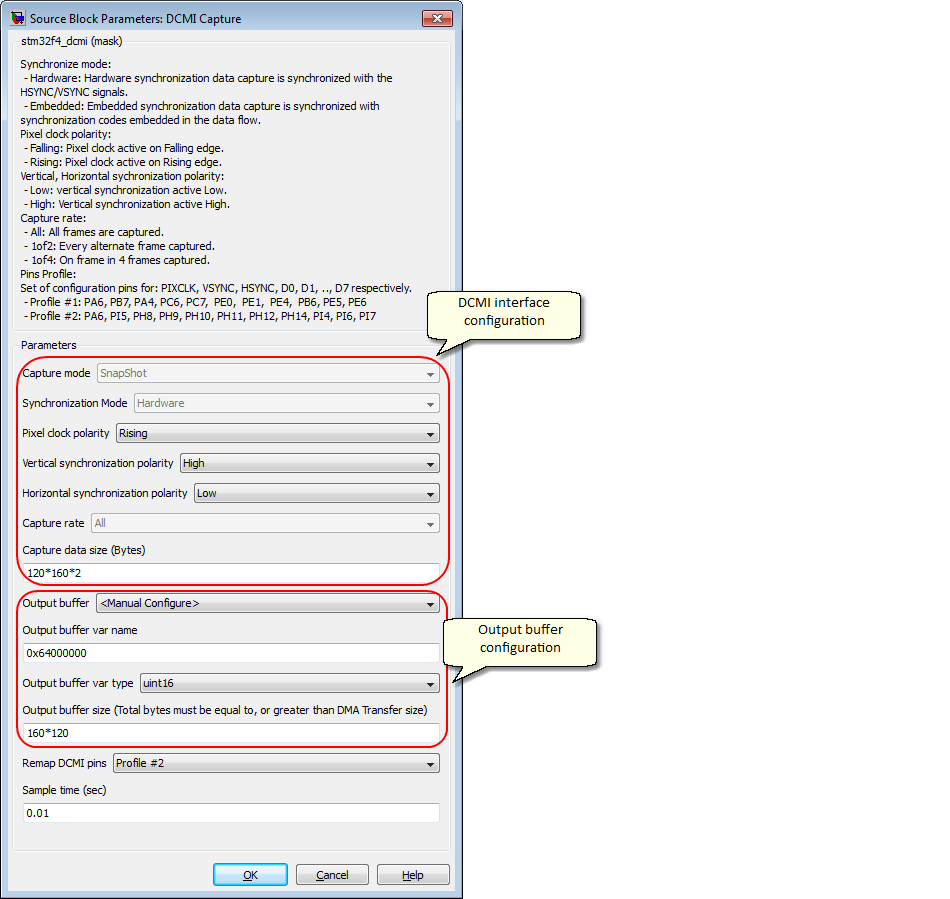 Source Block Parameters: DCMI Capture
stm32f4_dcmi (mask)
Synchronize mode:
- Hardware: Hardware synchronization data capture is synchronized with the
HSYNC/VSYNC signals.
- Embedded: Embedded synchronization data capture is synchronized with
synchronization codes embedded in the data flow.
Pixel clock polarity:
- Falling: Pixel clock active on Falling edge.
- Rising: Pixel clock active on Rising edge.
Vertical, Horizontal sychronization polarity:
- Low: vertical synchronization active Low.
- High: Vertical synchronization active High.
Capture rate:
- All: All frames are captured.
- 1of2: Every alternate frame captured.
- 1of4: On frame in 4 frames captured.
Pins Profile:
Set of configuration pins for: PIXCLK, VSYNC, HSYNC, D0, D1, .., D7 respectively.
- Profile #1: PA6, PB7, PA4, PC6, PC7, PE0, PE1, PE4, PB6, PE5, PE6
- Profile #2: PA6, PI5, PH8, PH9, PH10, PH11, PH12, PH14, PI4, PI6, PI7
DCMI interface
configuration
Parameters
Capture mode SnapShot
Synchronization Mode Hardware
Pixel clock polarity Rising
Vertical synchronization polarity High
Horizontal synchronization polarity Low
Capture rate All
Capture data size (Bytes)
120*160*2
Output buffer <Manual Configure>
Output buffer var name
0x64000000
Output buffer
configuration
Output buffer var type uint16
Output buffer size (Total bytes must be equal to, or greater than DMA Transfer size)
160*120
Remap DCMI pins Profile #2
Sample time (sec)
0.01
OK Cancel Help